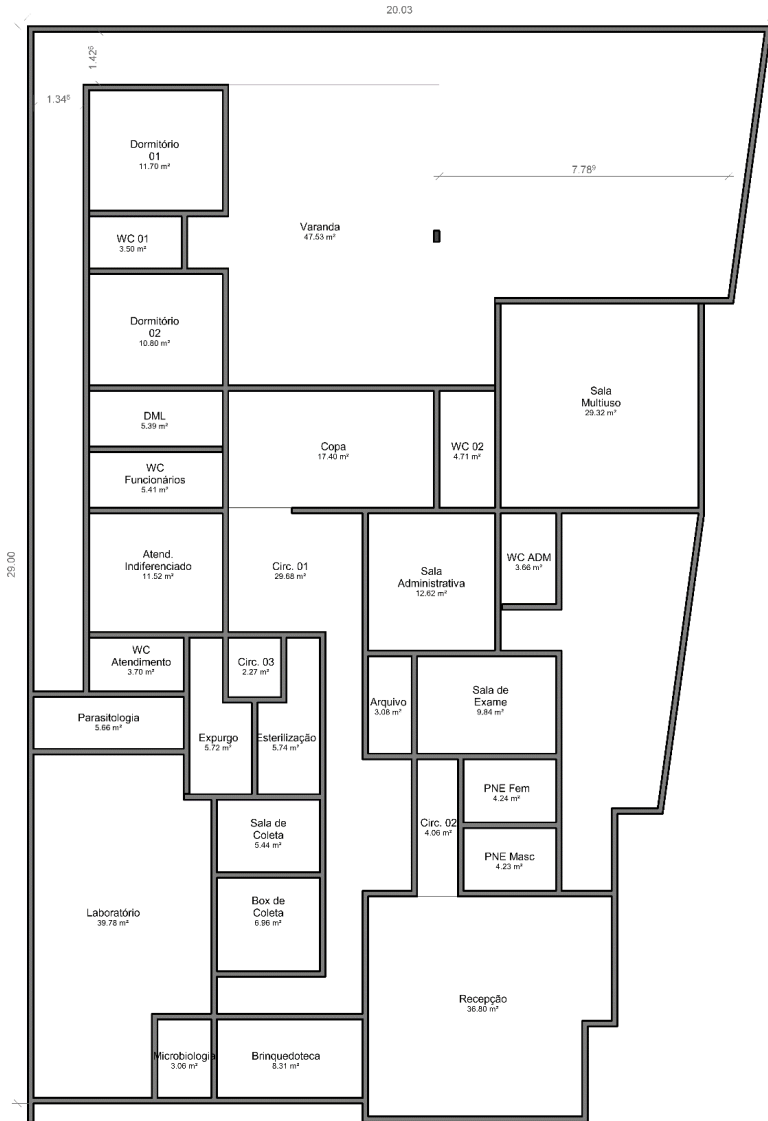 20.03
1.42⁵
1.34⁵
Dormitório
01
11.70 m²
7.78⁹
WC 01
3.50 m²
Varanda
47.53 m²
Dormitório
02
10.80 m²
Sala
Multiuso
29.32 m²
DML
5.39 m²
Copa
17.40 m²
WC 02
4.71 m²
WC
Funcionários
5.41 m²
29.00
Atend.
Indiferenciado
11.52 m²
Circ. 01
29.68 m²
Sala
Administrativa
12.62 m²
WC ADM
3.66 m²
WC
Atendimento
3.70 m²
Circ. 03
2.27 m²
Arquivo
3.08 m²
Sala de
Exame
9.84 m²
Parasitologia
5.66 m²
Expurgo
5.72 m²
Esterilização
5.74 m²
PNE Fem
4.24 m²
Sala de
Coleta
5.44 m²
Circ. 02
4.06 m²
PNE Masc
4.23 m²
Laboratório
39.78 m²
Box de
Coleta
6.96 m²
Recepção
36.80 m²
Microbiologia
3.06 m²
Brinquedoteca
8.31 m²